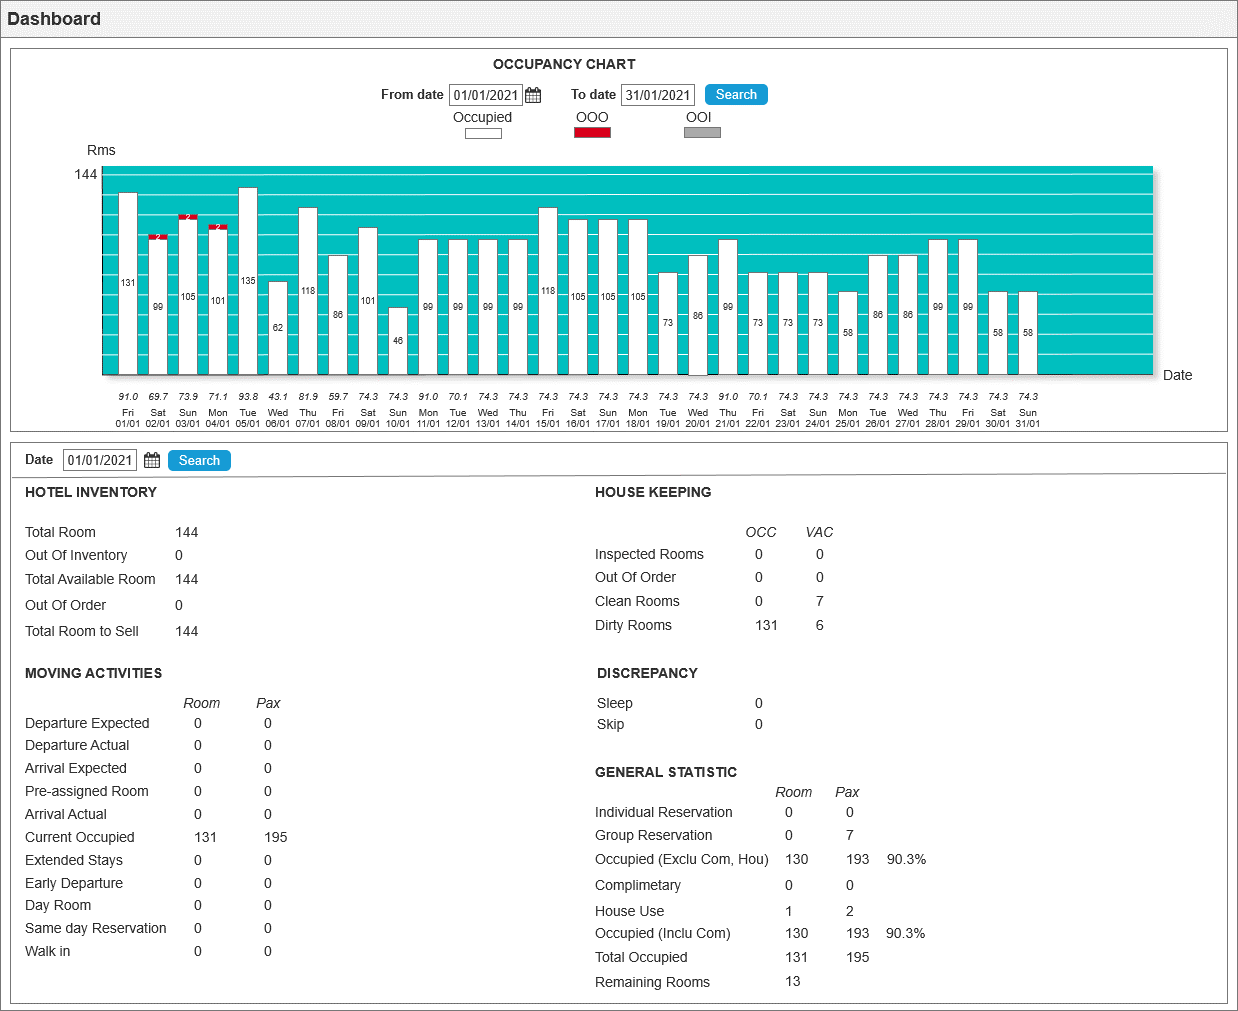 Dashboard
OCCUPANCY CHART
From date 01/01/2021 To date 31/01/2021 Search
Occupied OOO OOI
Rms
144
2 2 2
131 99 105 101 135 62 118 86 101 46 99 99 99 99 118 105 105 105 73 86 99 73 73 73 58 86 86 99 99 58 58
Date
91.0 69.7 73.9 71.1 93.8 43.1 81.9 59.7 74.3 74.3 91.0 70.1 74.3 74.3 74.3 74.3 74.3 74.3 74.3 74.3 91.0 70.1 74.3 74.3 74.3 74.3 74.3 74.3 74.3 74.3 74.3
Fri Sat Sun Mon Tue Wed Thu Fri Sat Sun Mon Tue Wed Thu Fri Sat Sun Mon Tue Wed Thu Fri Sat Sun Mon Tue Wed Thu Fri Sat Sun
01/01 02/01 03/01 04/01 05/01 06/01 07/01 08/01 09/01 10/01 11/01 12/01 13/01 14/01 15/01 16/01 17/01 18/01 19/01 20/01 21/01 22/01 23/01 24/01 25/01 26/01 27/01 28/01 29/01 30/01 31/01
Date 01/01/2021 Search
HOTEL INVENTORY
Total Room 144
Out Of Inventory 0
Total Available Room 144
Out Of Order 0
Total Room to Sell 144
MOVING ACTIVITIES
Room Pax
Departure Expected 0 0
Departure Actual 0 0
Arrival Expected 0 0
Pre-assigned Room 0 0
Arrival Actual 0 0
Current Occupied 131 195
Extended Stays 0 0
Early Departure 0 0
Day Room 0 0
Same day Reservation 0 0
Walk in 0 0
HOUSE KEEPING
OCC VAC
Inspected Rooms 0 0
Out Of Order 0 0
Clean Rooms 0 7
Dirty Rooms 131 6
DISCREPANCY
Sleep 0
Skip 0
GENERAL STATISTIC
Room Pax
Individual Reservation 0 0
Group Reservation 0 7
Occupied (Exclu Com, Hou) 130 193 90.3%
Complimetary 0 0
House Use 1 2
Occupied (Inclu Com) 130 193 90.3%
Total Occupied 131 195
Remaining Rooms 13